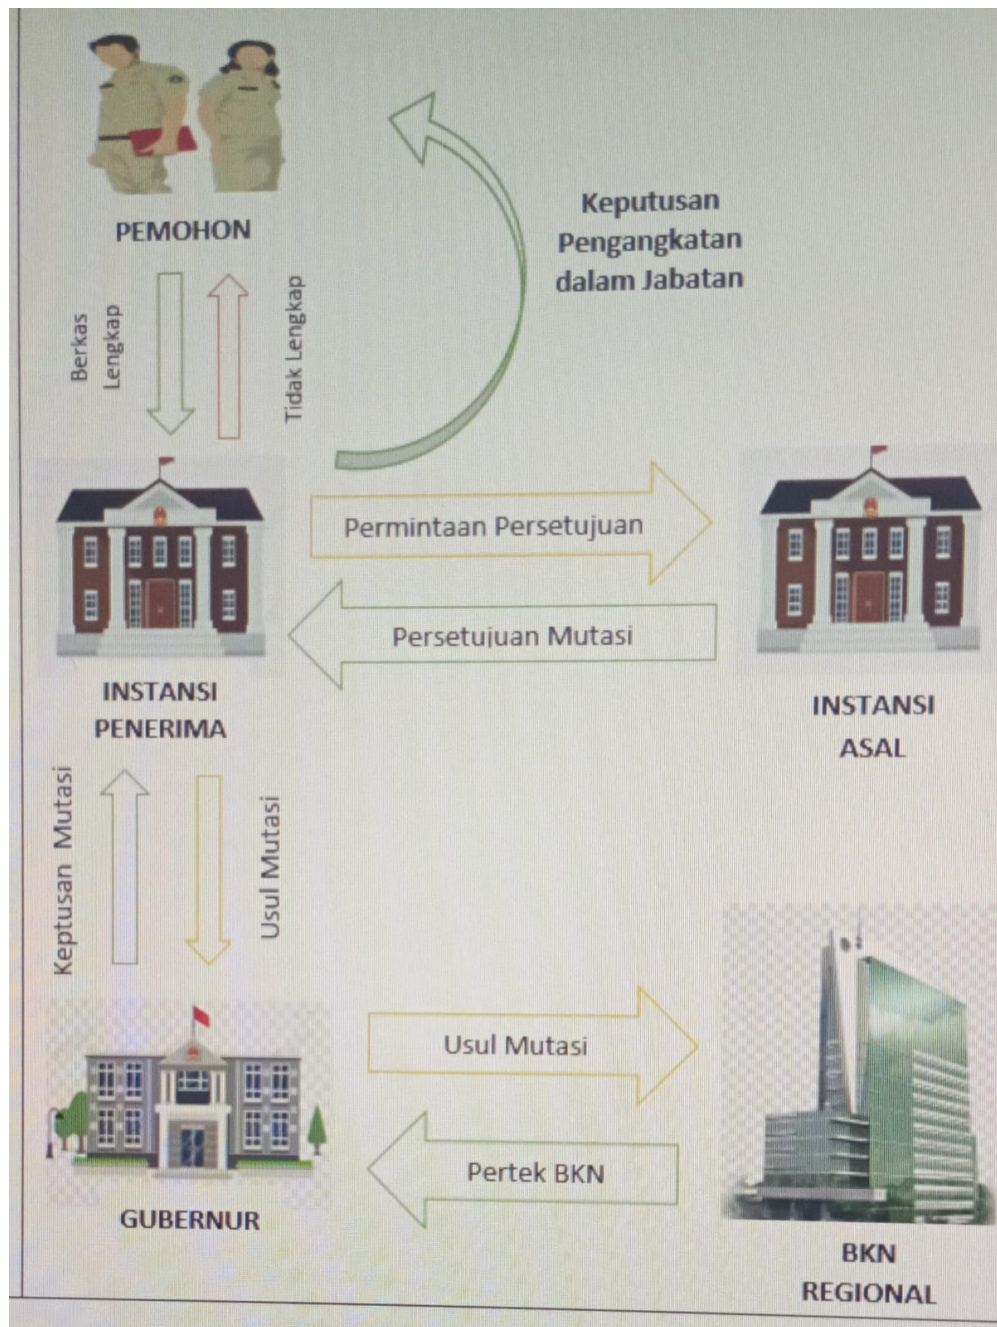 PEMOHON
Keputusan
Pengangkatan
dalam Jabatan
Berkas
Lengkap
Tidak Lengkap
Permintaan Persetujuan
Persetujuan Mutasi
INSTANSI
PENERIMA
INSTANSI
ASAL
Keptusan Mutasi
Usul Mutasi
Usul Mutasi
Pertek BKN
GUBERNUR
BKN
REGIONAL